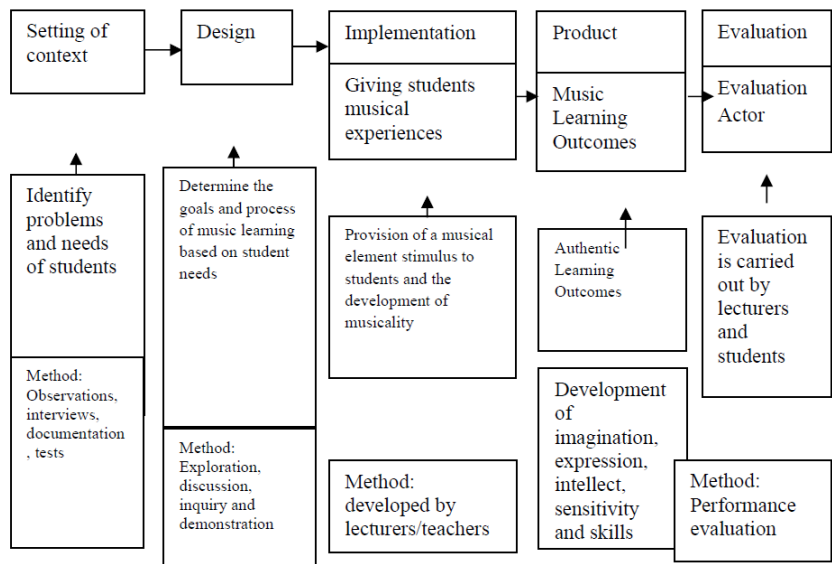 Setting of
context
Design
Implementation
Giving students
musical
experiences
Product
Music
Learning
Outcomes
Evaluation
Evaluation
Actor
Identify
problems
and needs
of students
Method:
Observations,
interviews,
documentation
, tests
Determine the
goals and process
of music learning
based on student
needs
Method:
Exploration,
discussion,
inquiry and
demonstration
Provision of a musical
element stimulus to
students and the
development of
musicality
Method:
developed by
lecturers/teachers
Authentic
Learning
Outcomes
Development
of
imagination,
expression,
intellect,
sensitivity
and skills
Evaluation
is carried
out by
lecturers
and
students
Method:
Performance
evaluation